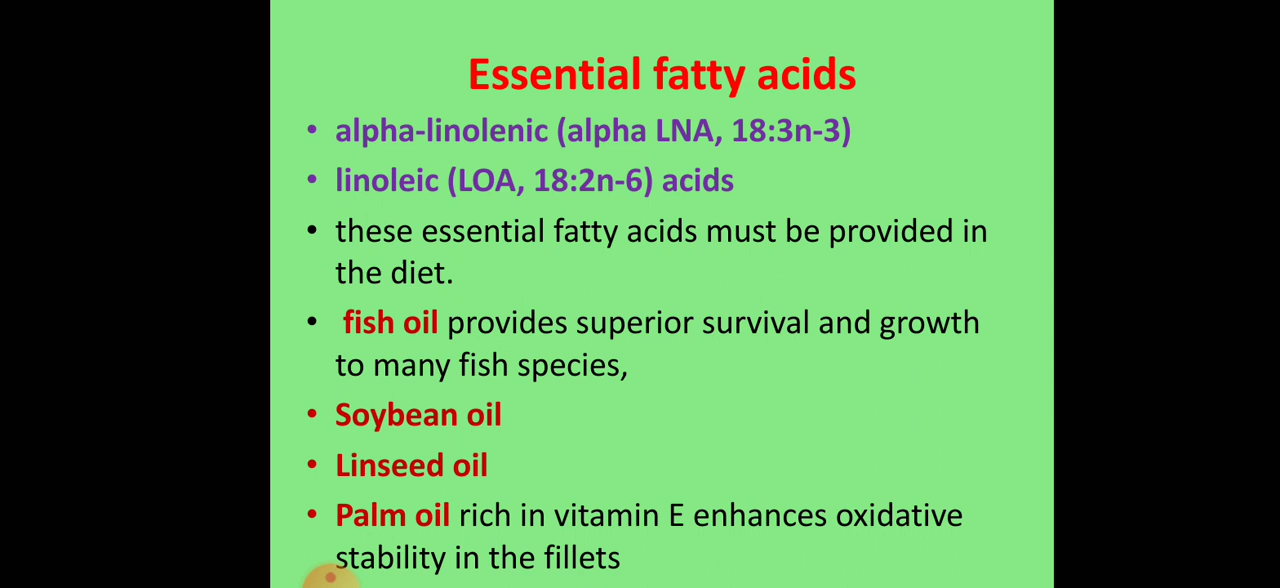 Essential fatty acids
• alpha-linolenic (alpha LNA, 18:3n-3)
• linoleic (LOA, 18:2n-6) acids
• these essential fatty acids must be provided in
the diet.
• fish oil provides superior survival and growth
to many fish species,
• Soybean oil
• Linseed oil
• Palm oil rich in vitamin E enhances oxidative
stability in the fillets